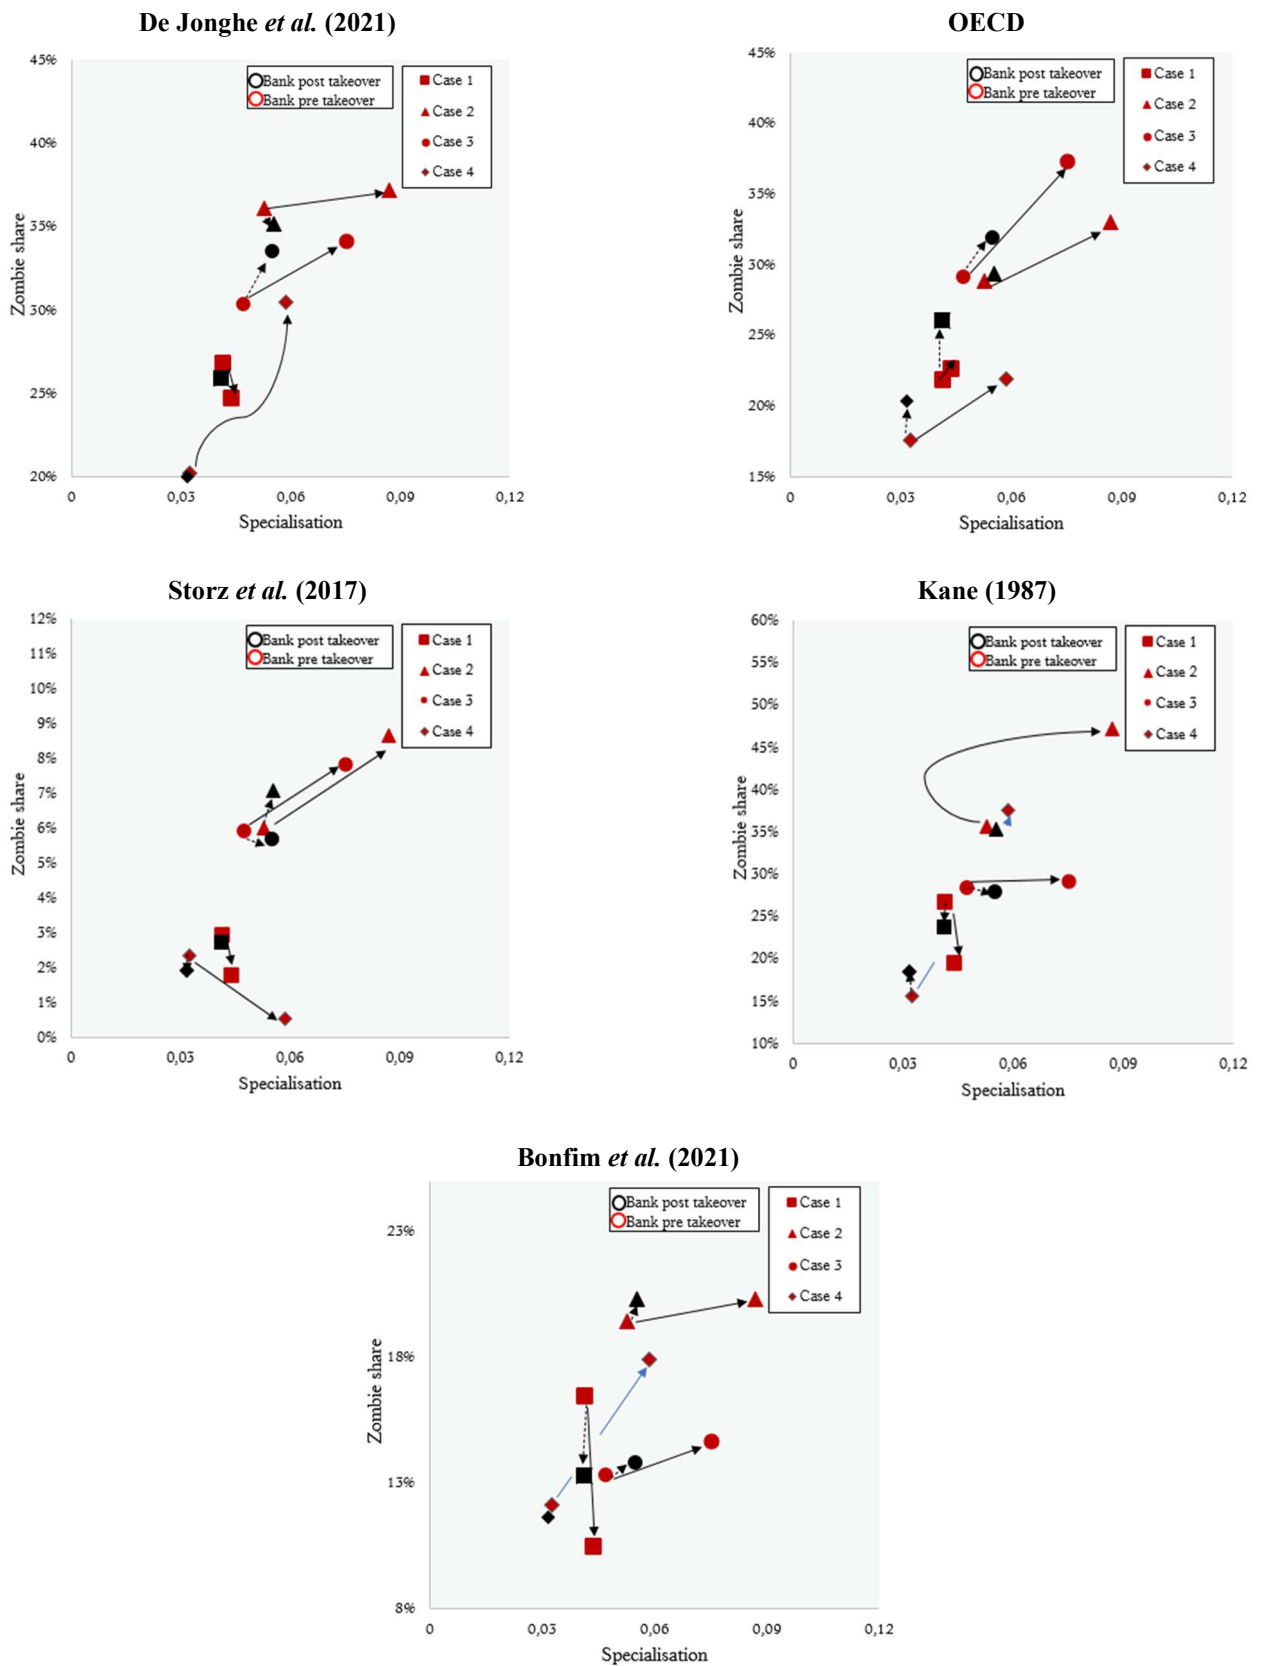 De Jonghe et al. (2021)
45%
40%
35%
30%
25%
20%
Zombie share
0
0,03
0,06
0,09
0,12
Specialisation
Bank post takeover
Bank pre takeover
Case 1
Case 2
Case 3
Case 4
OECD
45%
40%
35%
30%
25%
20%
15%
Zombie share
0
0,03
0,06
0,09
0,12
Specialisation
Bank post takeover
Bank pre takeover
Case 1
Case 2
Case 3
Case 4
Storz et al. (2017)
12%
11%
10%
9%
8%
7%
6%
5%
4%
3%
2%
1%
0%
Zombie share
0
0,03
0,06
0,09
0,12
Specialisation
Bank post takeover
Bank pre takeover
Case 1
Case 2
Case 3
Case 4
Kane (1987)
60%
55%
50%
45%
40%
35%
30%
25%
20%
15%
10%
Zombie share
0
0,03
0,06
0,09
0,12
Specialisation
Bank post takeover
Bank pre takeover
Case 1
Case 2
Case 3
Case 4
Bonfim et al. (2021)
23%
18%
13%
8%
Zombie share
0
0,03
0,06
0,09
0,12
Specialisation
Bank post takeover
Bank pre takeover
Case 1
Case 2
Case 3
Case 4